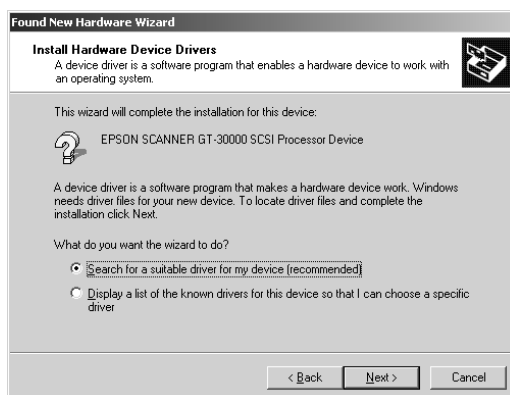 Found New Hardware Wizard
Install Hardware Device Drivers
A device driver is a software program that enables a hardware device to work with
an operating system.
This wizard will complete the installation for this device:
EPSON SCANNER GT-30000 SCSI Processor Device
A device driver is a software program that makes a hardware device work. Windows
needs driver files for your new device. To locate driver files and complete the
installation click Next.
What do you want the wizard to do?
Search for a suitable driver for my device (recommended)
Display a list of the known drivers for this device so that I can choose a specific
driver
< Back Next > Cancel